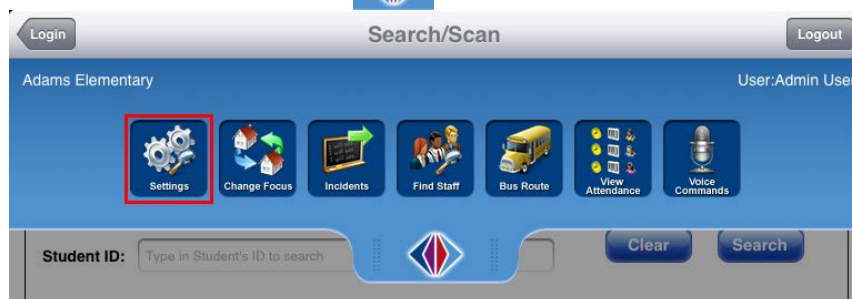 Login
Search/Scan
Logout
Adams Elementary
User:Admin User
Settings
Change Focus
Incidents
Find Staff
Bus Route
View
Attendance
Voice
Commands
Student ID:
Type in Student's ID to search
Clear
Search